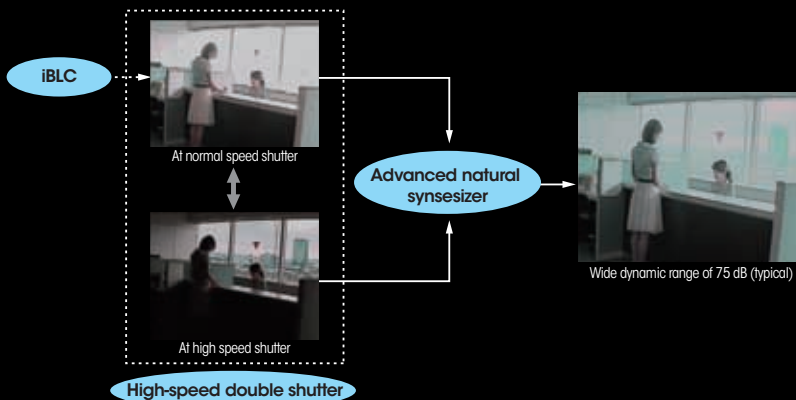 iBLC
At normal speed shutter
Advanced natural
synsesizer
Wide dynamic range of 75 dB (typical)
At high speed shutter
High-speed double shutter